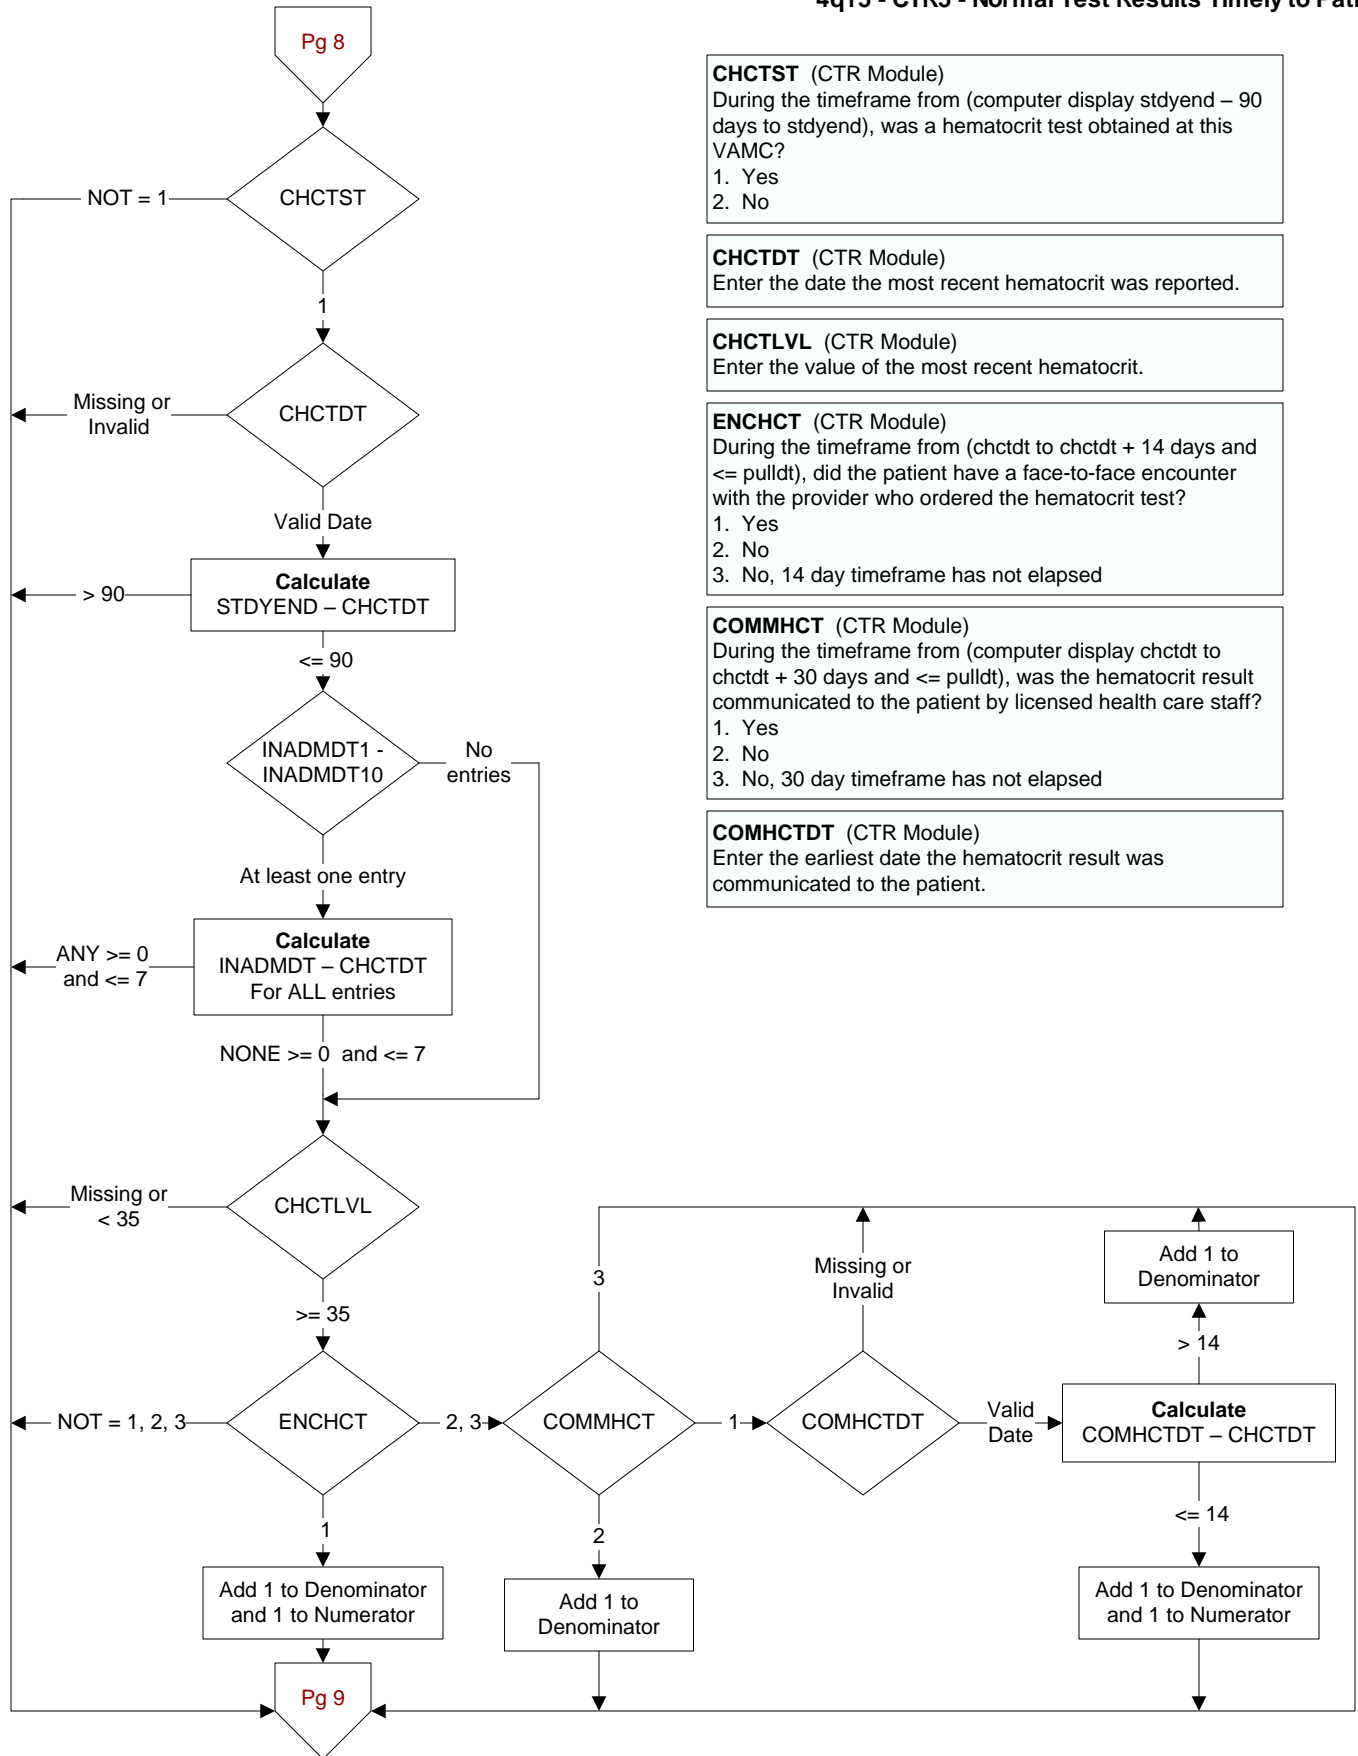 4q15 - CTR5 - Normal Test Results Timely to Pati
Pg 8
CHCTST
NOT = 1
1
CHCTDT
Missing or
Invalid
Valid Date
Calculate
STDYEND – CHCTDT
> 90
<= 90
INADMDT1 -
INADMDT10
No
entries
At least one entry
Calculate
INADMDT – CHCTDT
For ALL entries
ANY >= 0
and <= 7
NONE >= 0 and <= 7
CHCTLVL
Missing or
< 35
>= 35
ENCHCT
NOT = 1, 2, 3
2, 3
1
Add 1 to Denominator
and 1 to Numerator
COMMHCT
3
1
2
Add 1 to
Denominator
COMHCTDT
Missing or
Invalid
Valid
Date
Calculate
COMHCTDT – CHCTDT
> 14
Add 1 to
Denominator
<= 14
Add 1 to Denominator
and 1 to Numerator
Pg 9
CHCTST (CTR Module)
During the timeframe from (computer display stdyend – 90
days to stdyend), was a hematocrit test obtained at this
VAMC?
1. Yes
2. No
CHCTDT (CTR Module)
Enter the date the most recent hematocrit was reported.
CHCTLVL (CTR Module)
Enter the value of the most recent hematocrit.
ENCHCT (CTR Module)
During the timeframe from (chctdt to chctdt + 14 days and
<= pulldt), did the patient have a face-to-face encounter
with the provider who ordered the hematocrit test?
1. Yes
2. No
3. No, 14 day timeframe has not elapsed
COMMHCT (CTR Module)
During the timeframe from (computer display chctdt to
chctdt + 30 days and <= pulldt), was the hematocrit result
communicated to the patient by licensed health care staff?
1. Yes
2. No
3. No, 30 day timeframe has not elapsed
COMHCTDT (CTR Module)
Enter the earliest date the hematocrit result was
communicated to the patient.